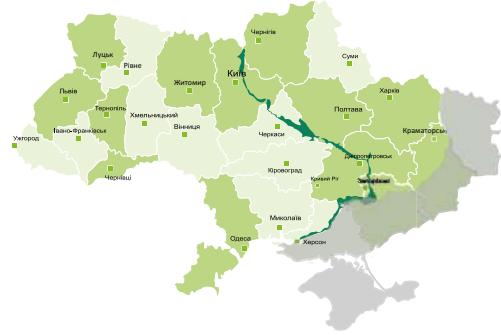 Чернігів
Луцьк
Рівне
Суми
Київ
Житомир
Львів
Харків
Тернопіль
Полтава
Хмельницький
Вінниця
Черкаси
Краматорськ
Івано-Франківськ
Ужгород
Дніпропетровськ
Чернівці
Кіровоград
Кривий Ріг
Миколаїв
Одеса
Херсон